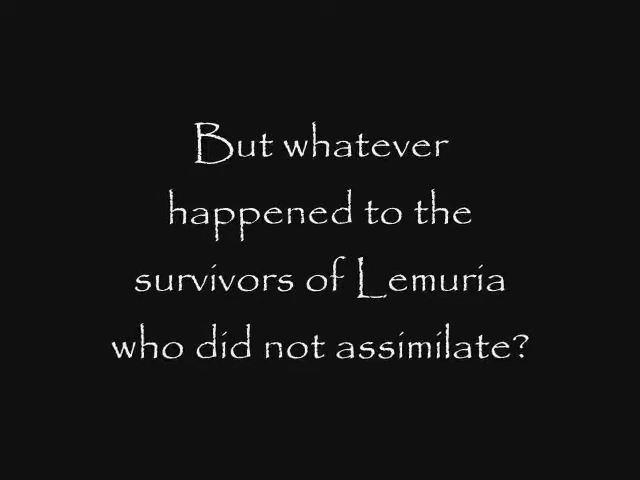 But whatever
happened to the
survivors of Lemuria
who did not assimilate?